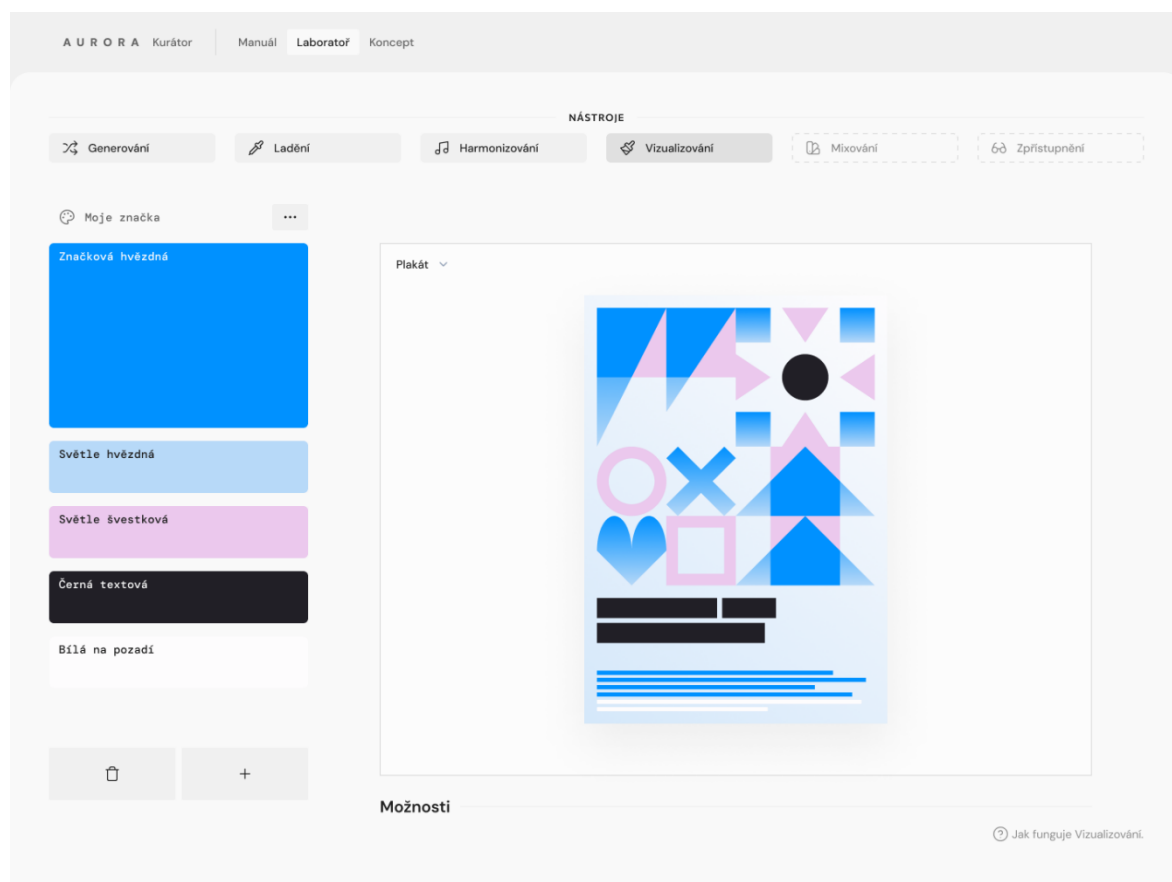 AURORA Kurátor Manuál Laboratoř Koncept
NÁSTROJE
Generování Ladění Harmonizování Vizualizování Mixování Zpřístupnění
Moje značka
Značková hvězdná
Plakát
Světle hvězdná
Světle švestková
Černá textová
Bílá na pozadí
Možnosti
Jak funguje Vizualizování.